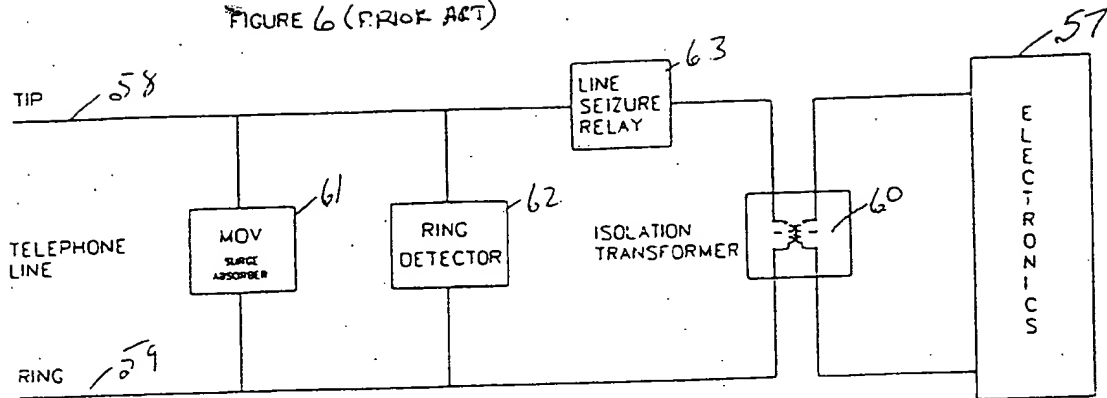 FIGURE 6 (PRIOR ART)
57
63
TIP
58
LINE
SEIZURE
RELAY
ELECTRONICS
61
62
60
MOV
SURGE
ABSORBER
RING
DETECTOR
ISOLATION
TRANSFORMER
TELEPHONE
LINE
59
RING